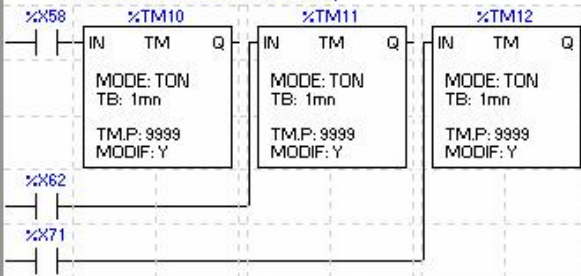 %X58 %TM10 %TM11 %TM12
IN TM Q IN TM Q IN TM Q
MODE: TON MODE: TON MODE: TON
TB: 1mn TB: 1mn TB: 1mn
TM.P: 9999 TM.P: 9999 TM.P: 9999
MODIF: Y MODIF: Y MODIF: Y
%X62
%X71